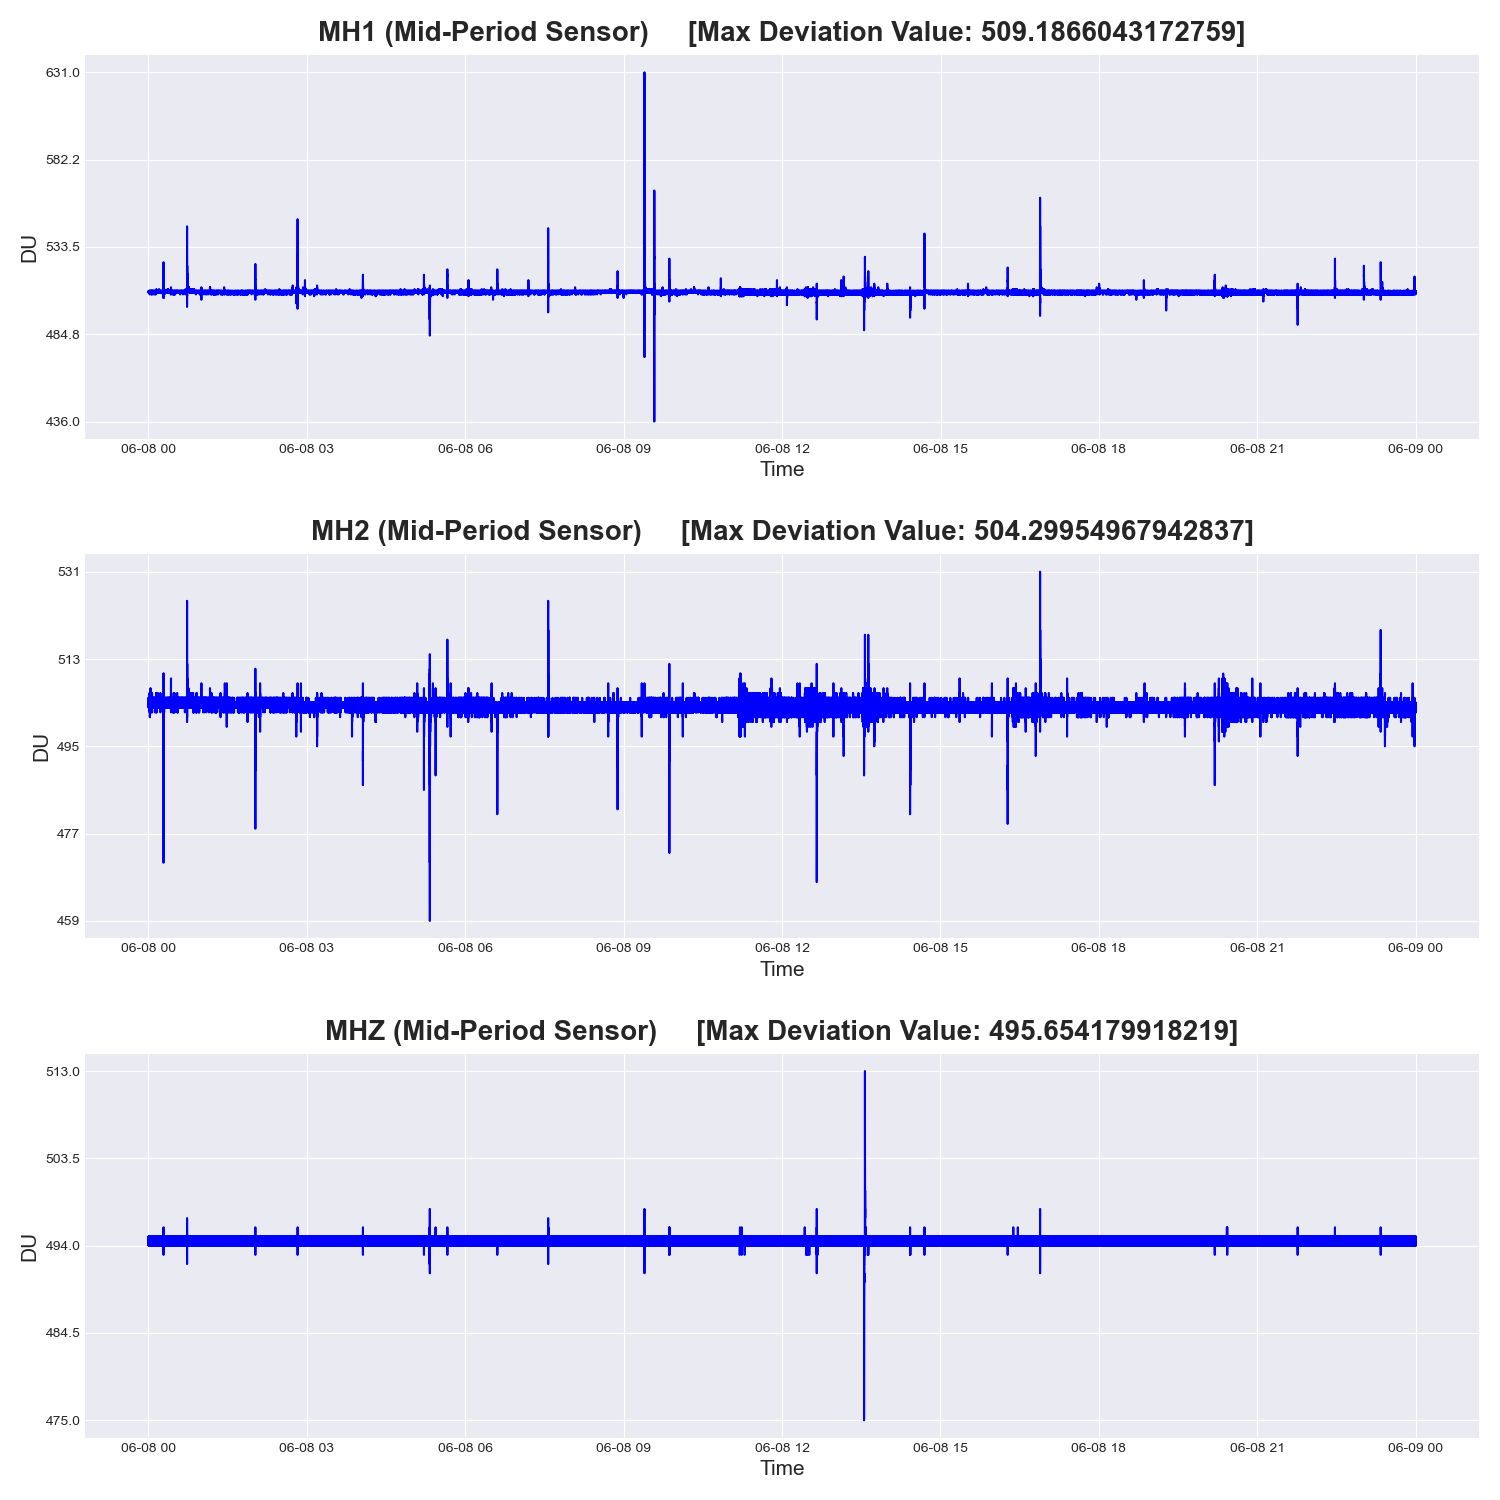 MH1 (Mid-Period Sensor) [Max Deviation Value: 509.1866043172759]
631.0
582.2
533.5
484.8
436.0
DU
06-08 00 06-08 03 06-08 06 06-08 09 06-08 12 06-08 15 06-08 18 06-08 21 06-09 00
Time
MH2 (Mid-Period Sensor) [Max Deviation Value: 504.29954967942837]
531
513
495
477
459
DU
06-08 00 06-08 03 06-08 06 06-08 09 06-08 12 06-08 15 06-08 18 06-08 21 06-09 00
Time
MHZ (Mid-Period Sensor) [Max Deviation Value: 495.654179918219]
513.0
503.5
494.0
484.5
475.0
DU
06-08 00 06-08 03 06-08 06 06-08 09 06-08 12 06-08 15 06-08 18 06-08 21 06-09 00
Time